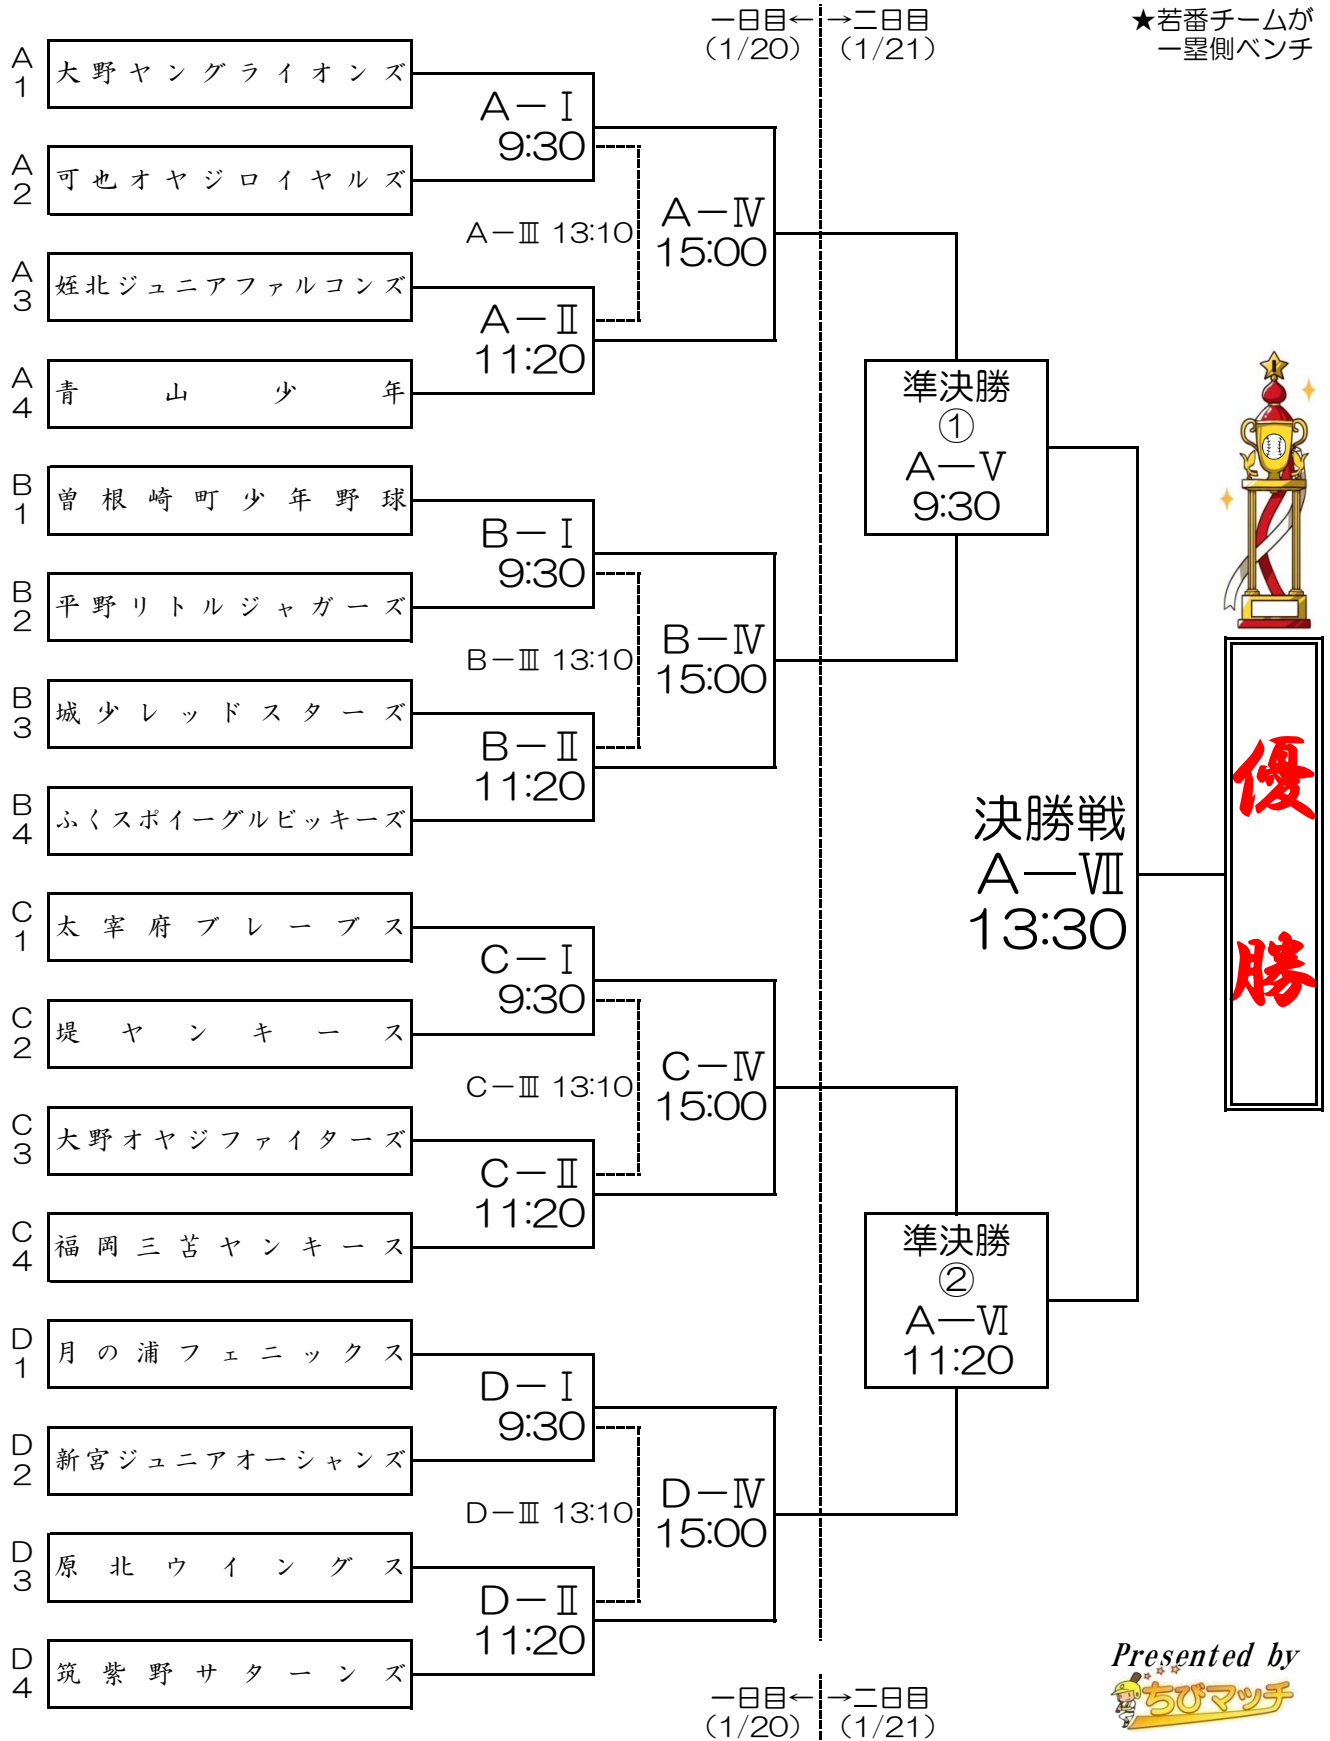 一日目← →二日目
(1/20) (1/21)
★若番チームが
一塁側ベンチ
A1 大野ヤングライオンズ
A-Ⅰ
9:30
A2 可也オヤジロイヤルズ
A-Ⅲ 13:10
A-Ⅳ
15:00
A3 姪北ジュニアファルコンズ
A-Ⅱ
11:20
A4 青山少年
準決勝
①
A-Ⅴ
9:30
B1 曽根崎町少年野球
B-Ⅰ
9:30
B2 平野リトルジャガーズ
B-Ⅲ 13:10
B-Ⅳ
15:00
B3 城少レッドスターズ
B-Ⅱ
11:20
B4 ふくスポイーグルビッキーズ
決勝戦
A-Ⅶ
13:30
優勝
C1 太宰府ブレーブス
C-Ⅰ
9:30
C2 堤ヤンキース
C-Ⅲ 13:10
C-Ⅳ
15:00
C3 大野オヤジファイターズ
C-Ⅱ
11:20
C4 福岡三苫ヤンキース
準決勝
②
A-Ⅵ
11:20
D1 月の浦フェニックス
D-Ⅰ
9:30
D2 新宮ジュニアオーシャンズ
D-Ⅲ 13:10
D-Ⅳ
15:00
D3 原北ウイングス
D-Ⅱ
11:20
D4 筑紫野サターンズ
一日目← →二日目
(1/20) (1/21)
Presented by
ちびマッチ